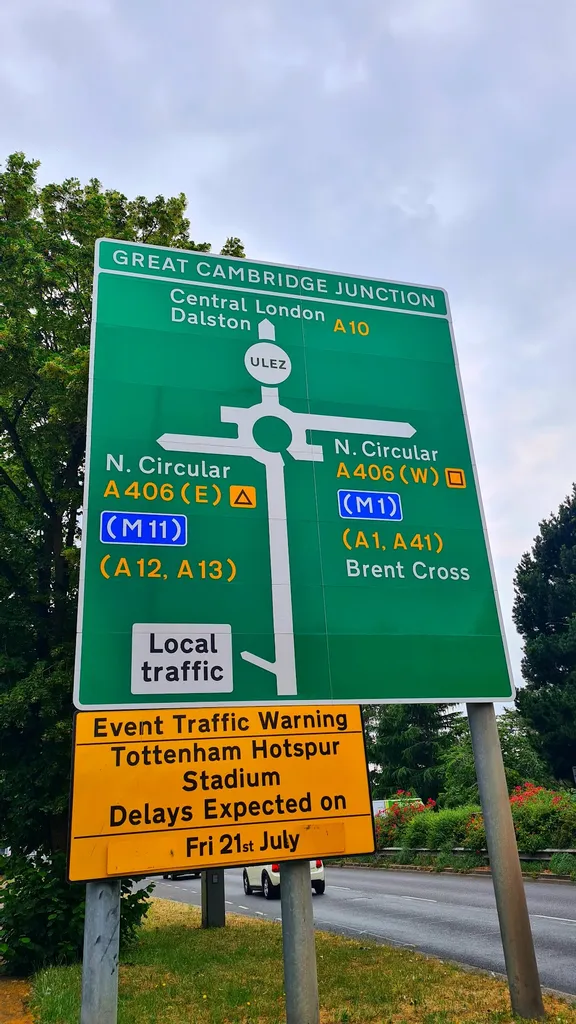 GREAT CAMBRIDGE JUNCTION
Central London
Dalston A10
ULEZ
N. Circular
A406 (E)
(M 11)
(A12, A13)
N. Circular
A406 (W)
(M1)
(A1, A41)
Brent Cross
Local
traffic
Event Traffic Warning
Tottenham Hotspur
Stadium
Delays Expected on
Fri 21st July